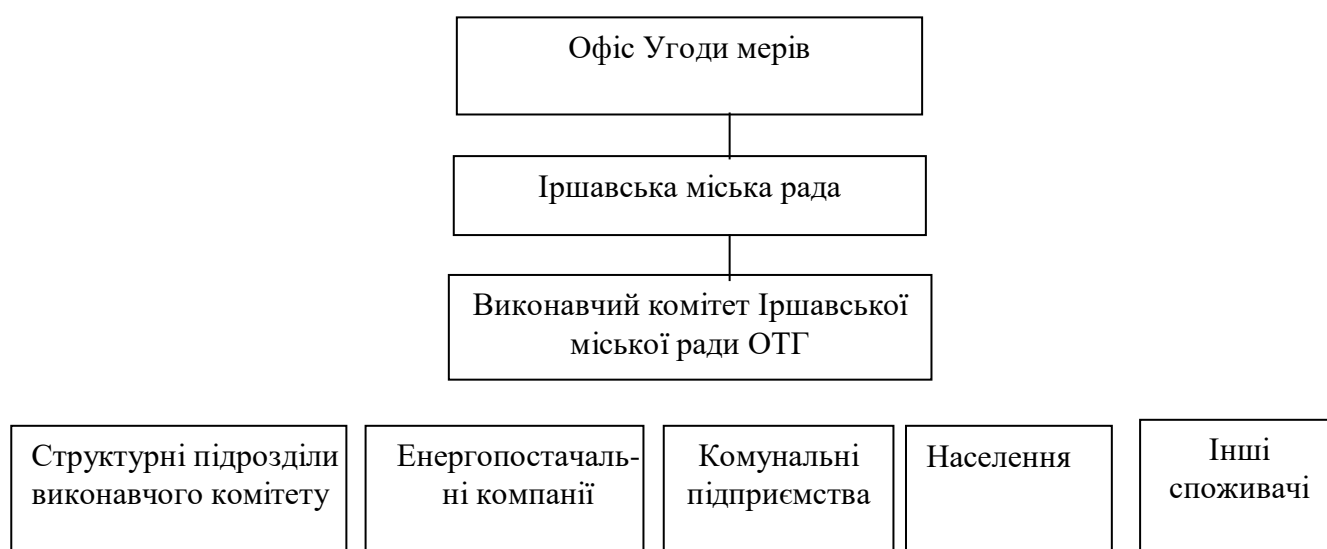 Офіс Угоди мерів
Іршавська міська рада
Виконавчий комітет Іршавської
міської ради ОТГ
Структурні підрозділи
виконавчого комітету
Енергопостачаль-
ні компанії
Комунальні
підприємства
Населення
Інші
споживачі